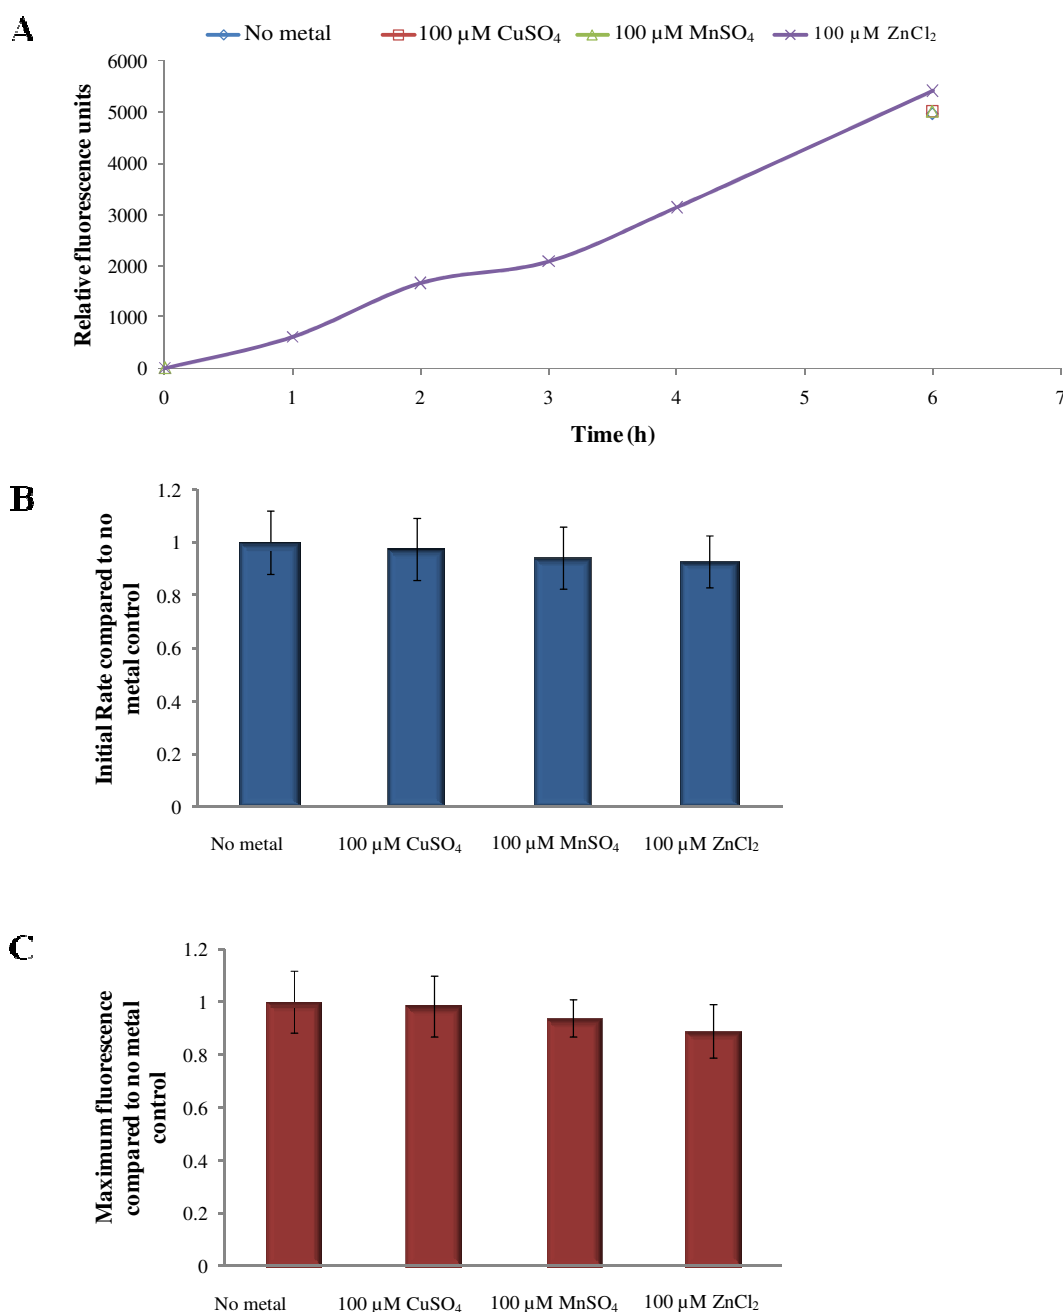 A
No metal 100 µM CuSO₄ 100 µM MnSO₄ 100 µM ZnCl₂
Relative fluorescence units
6000
5000
4000
3000
2000
1000
0
0 1 2 3 4 5 6 7
Time (h)
B
Initial Rate compared to no
metal control
1.2
1
0.8
0.6
0.4
0.2
0
No metal 100 µM CuSO₄ 100 µM MnSO₄ 100 µM ZnCl₂
C
Maximum fluorescence
compared to no metal
control
1.2
1
0.8
0.6
0.4
0.2
0
No metal 100 µM CuSO₄ 100 µM MnSO₄ 100 µM ZnCl₂